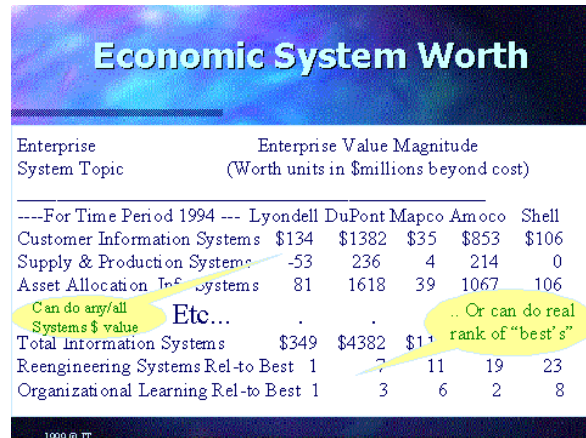 Economic System Worth
Enterprise Enterprise Value Magnitude
System Topic (Worth units in $millions beyond cost)
----For Time Period 1994 --- Lyondell DuPont Mapco Amoco Shell
Customer Information Systems $134 $1382 $35 $853 $106
Supply & Production Systems -53 236 4 214 0
Asset Allocation Inf. Systems 81 1618 39 1067 106
Can do any/all
Systems $ value
Etc... . .
.. Or can do real
rank of "best's"
Total Information Systems $349 $4382
Reengineering Systems Rel-to Best 1 7 11 19 23
Organizational Learning Rel-to Best 1 3 6 2 8